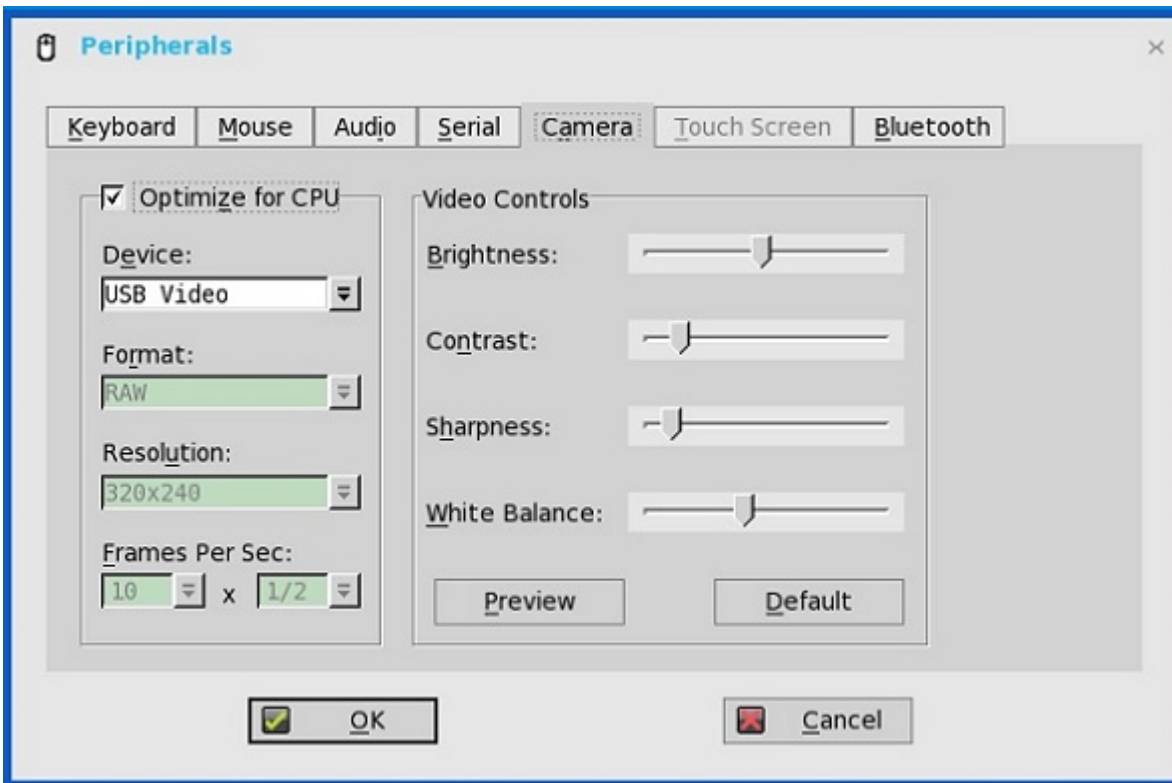 Peripherals
Keyboard Mouse Audio Serial Camera Touch Screen Bluetooth
Optimize for CPU
Device:
USB Video
Format:
RAW
Resolution:
320x240
Frames Per Sec:
10 x 1/2
Video Controls
Brightness:
Contrast:
Sharpness:
White Balance:
Preview Default
OK Cancel